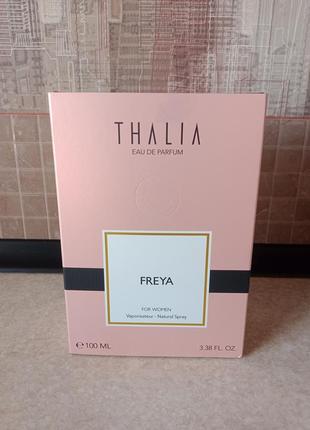 THALIA
EAU DE PARFUM
FREYA
FOR WOMEN
Vaporisateur - Natural Spray
℮ 100 ML 3.38 FL. OZ.